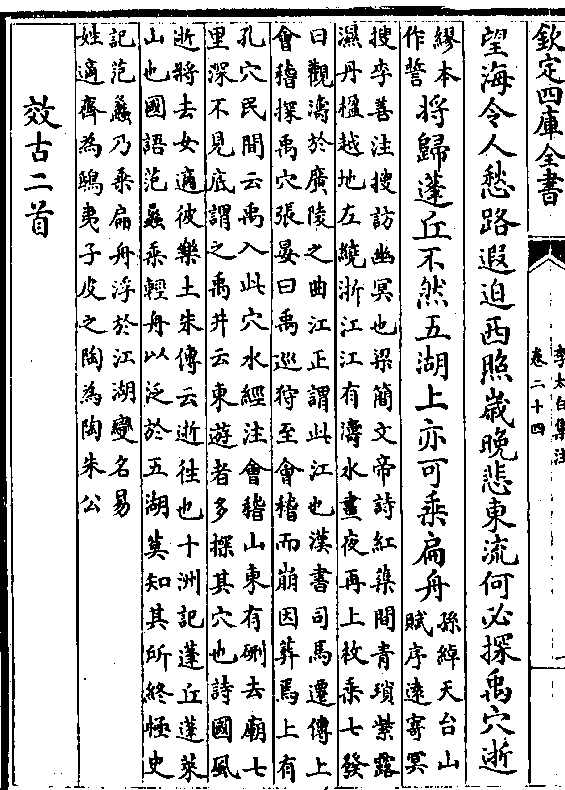 欽定四庫全書
李太白集注
卷二十四
望海令人愁路遐迫西照嵗晚悲東流何必探禹穴逝
繆本
作誓
將歸蓬丘不然五湖上亦可乘扁舟
孫綽天台山
賦序逺寄冥
搜李善注搜訪幽冥也梁簡文帝詩紅蕖間青瑣紫露
濕丹楹越地左繞浙江江有濤水晝夜再上枚乘七發
曰觀濤於廣陵之曲江正謂此江也漢書司馬遷傳上
會稽探禹穴張晏曰禹廵狩至會稽而崩因葬焉上有
孔穴民間云禹入此穴水經注會稽山東有硎去廟七
里深不見底謂之禹井云東遊者多探其穴也詩國風
逝將去女適彼樂土朱傳云逝往也十洲記蓬丘蓬萊
山也國語范蠡乘輕舟以泛於五湖莫知其所終極史
記范蠡乃乘扁舟浮於江湖變名易
姓適齊為鴟夷子皮之陶為陶朱公
效古二首